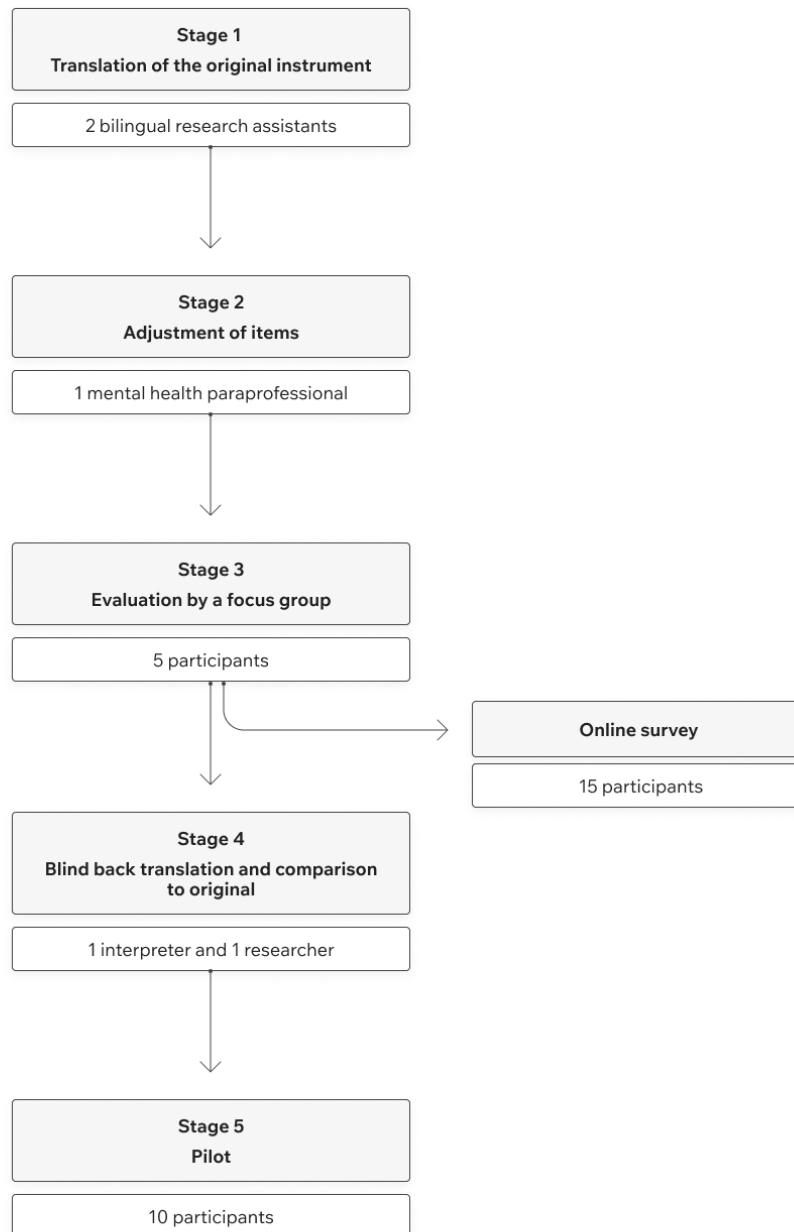 Stage 1
Translation of the original instrument
2 bilingual research assistants
Stage 2
Adjustment of items
1 mental health paraprofessional
Stage 3
Evaluation by a focus group
5 participants
Online survey
15 participants
Stage 4
Blind back translation and comparison
to original
1 interpreter and 1 researcher
Stage 5
Pilot
10 participants